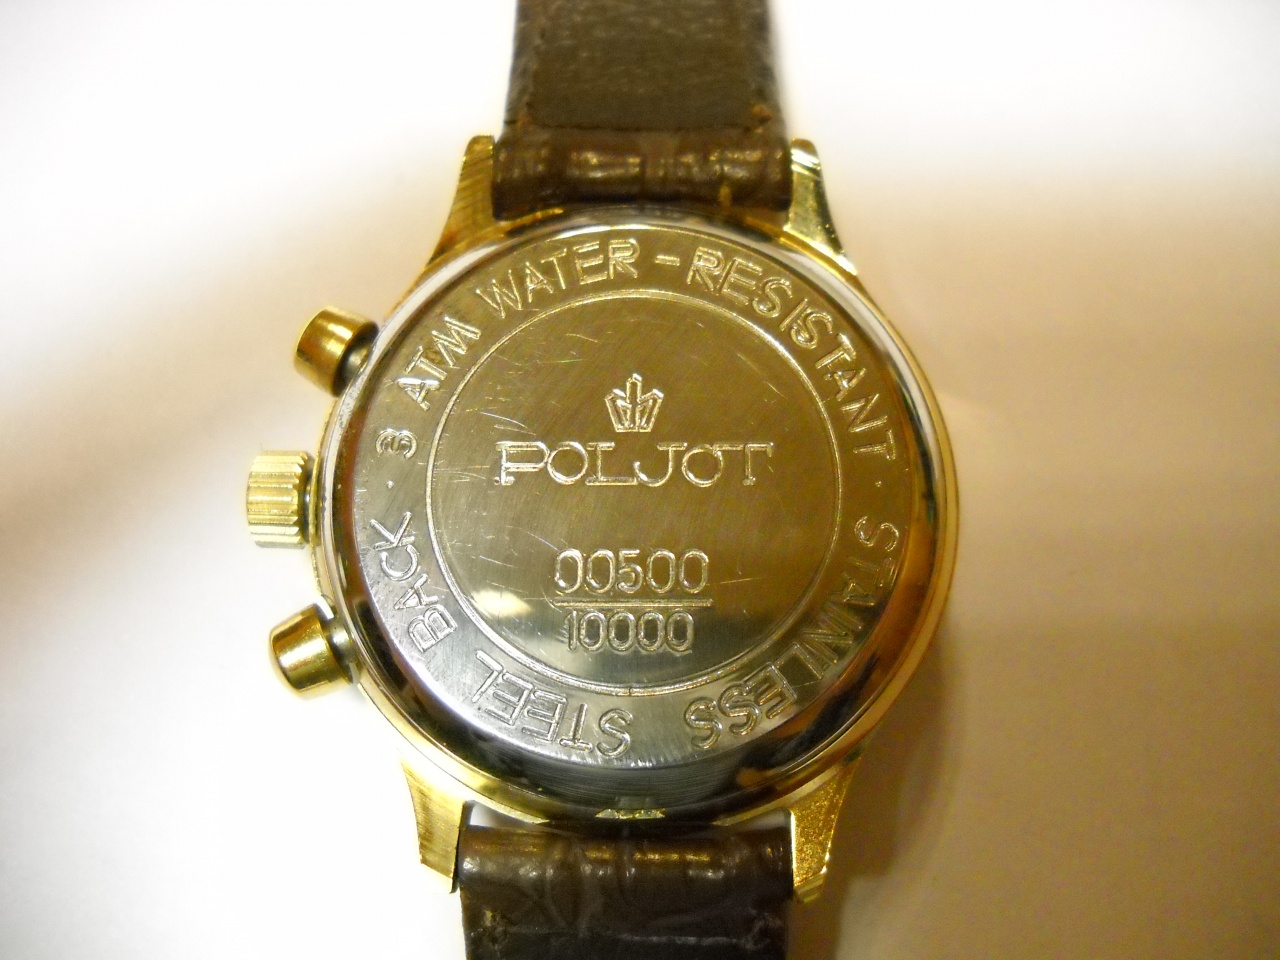 3 ATM WATER-RESISTANT · STAINLESS STEEL BACK ·
POLJOT
00500
10000